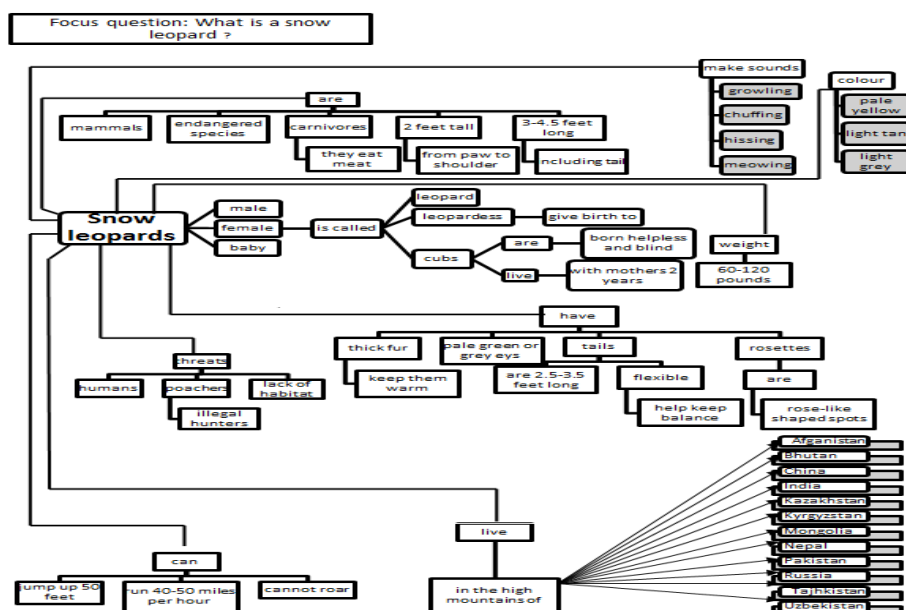 Focus question: What is a snow
leopard ?
make sounds
growling
chuffing
hissing
meowing
colour
pale
yellow
light tan
light
grey
are
mammals
endangered
species
carnivores
they eat
meat
2 feet tall
from paw to
shoulder
3-4.5 feet
long
including tail
Snow
leopards
male
female
baby
is called
leopard
leopardess
give birth to
cubs
are
born helpless
and blind
live
with mothers 2
years
weight
60-120
pounds
have
thick fur
keep them
warm
pale green or
grey eys
tails
are 2.5-3.5
feet long
flexible
help keep
balance
rosettes
are
rose-like
shaped spots
threats
humans
poachers
illegal
hunters
lack of
habitat
live
in the high
mountains of
Afganistan
Bhutan
China
India
Kazakhstan
Kyrgyzstan
Mongolia
Nepal
Pakistan
Russia
Tajhkistan
Uzbekistan
can
jump up 50
feet
run 40-50 miles
per hour
cannot roar